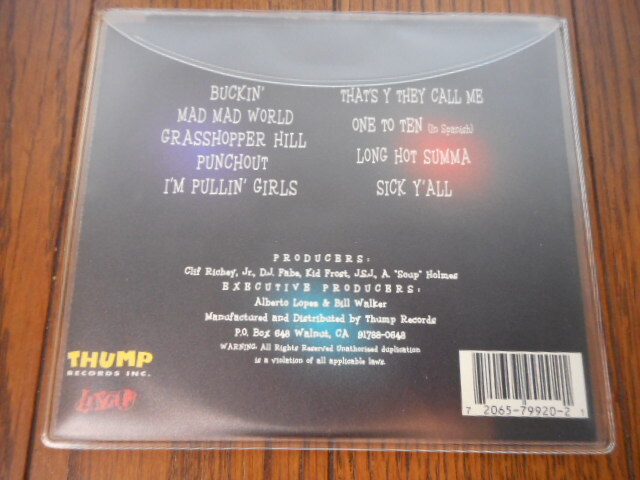 BUCKIN'
MAD MAD WORLD
GRASSHOPPER HILL
PUNCHOUT
I'M PULLIN' GIRLS
THAT'S Y THEY CALL ME
ONE TO TEN (In Spanish)
LONG HOT SUMMA
SICK Y'ALL
PRODUCERS:
Clif Richey, Jr., D.J. Fabe, Kid Frost, J.S.J., A. "Soup" Holmes
EXECUTIVE PRODUCERS:
Alberto Lopez & Bill Walker
Manufactured and Distributed by Thump Records
P.O. Box 648 Walnut, CA 91788-0648
WARNING. All Rights Reserved Unauthorized duplication
is a violation of all applicable laws.
THUMP
RECORDS INC.
7 2065-79920-2 1